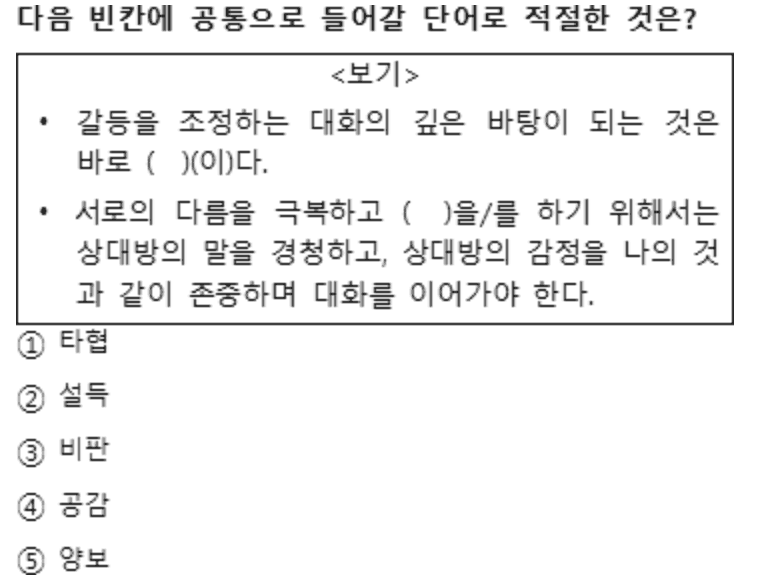 다음 빈칸에 공통으로 들어갈 단어로 적절한 것은?
<보기>
• 갈등을 조정하는 대화의 깊은 바탕이 되는 것은
바로 (  )(이)다.
• 서로의 다름을 극복하고 (  )을/를 하기 위해서는
상대방의 말을 경청하고, 상대방의 감정을 나의 것
과 같이 존중하며 대화를 이어가야 한다.
① 타협
② 설득
③ 비판
④ 공감
⑤ 양보